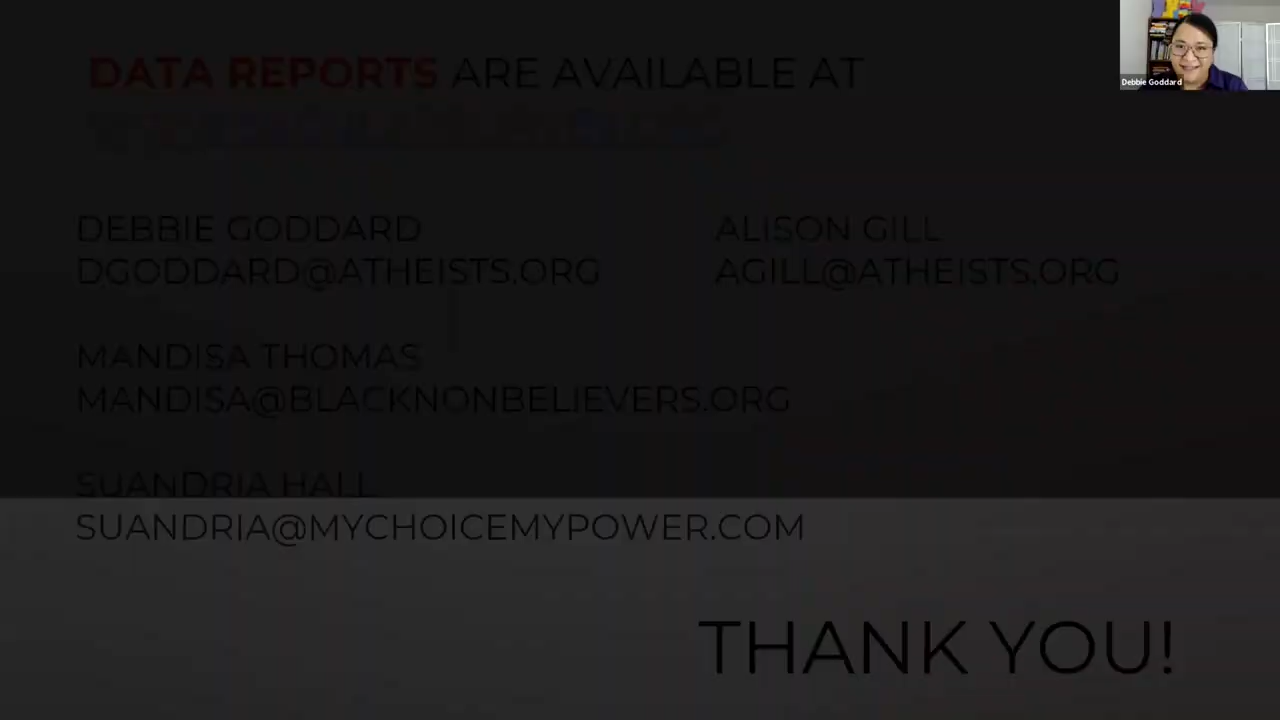 DATA REPORTS ARE AVAILABLE AT
DEBBIE GODDARD
DGODDARD@ATHEISTS.ORG
ALISON GILL
AGILL@ATHEISTS.ORG
MANDISA THOMAS
MANDISA@BLACKNONBELIEVERS.ORG
SUANDRIA HALL
SUANDRIA@MYCHOICEMYPOWER.COM
THANK YOU!
Debbie Goddard